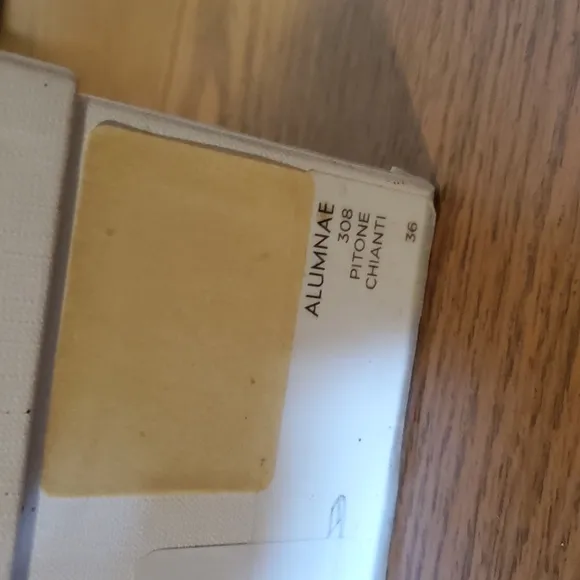 ALUMNAE
308
PITONE
CHIANTI
36